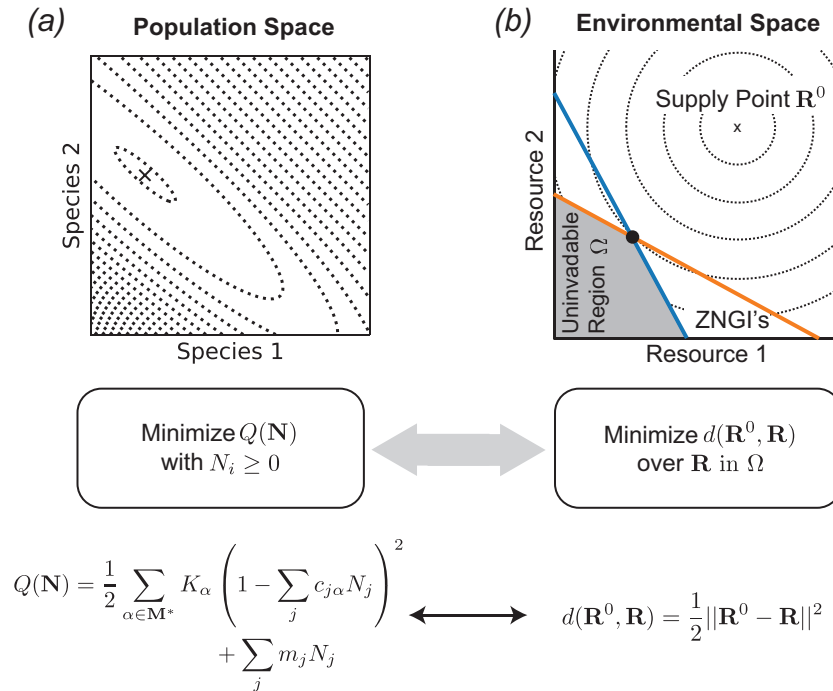 (a) Population Space
Species 2
Species 1
(b) Environmental Space
Supply Point R⁰
x
Resource 2
Uninvadable
Region Ω
ZNGI's
Resource 1
Minimize Q(N)
with Nᵢ ≥ 0
Minimize d(R⁰, R)
over R in Ω
Q(N) = 1/2 ∑_{α∈M*} K_α (1 − ∑_j c_{jα} N_j)²
+ ∑_j m_j N_j
d(R⁰, R) = 1/2 ||R⁰ − R||²